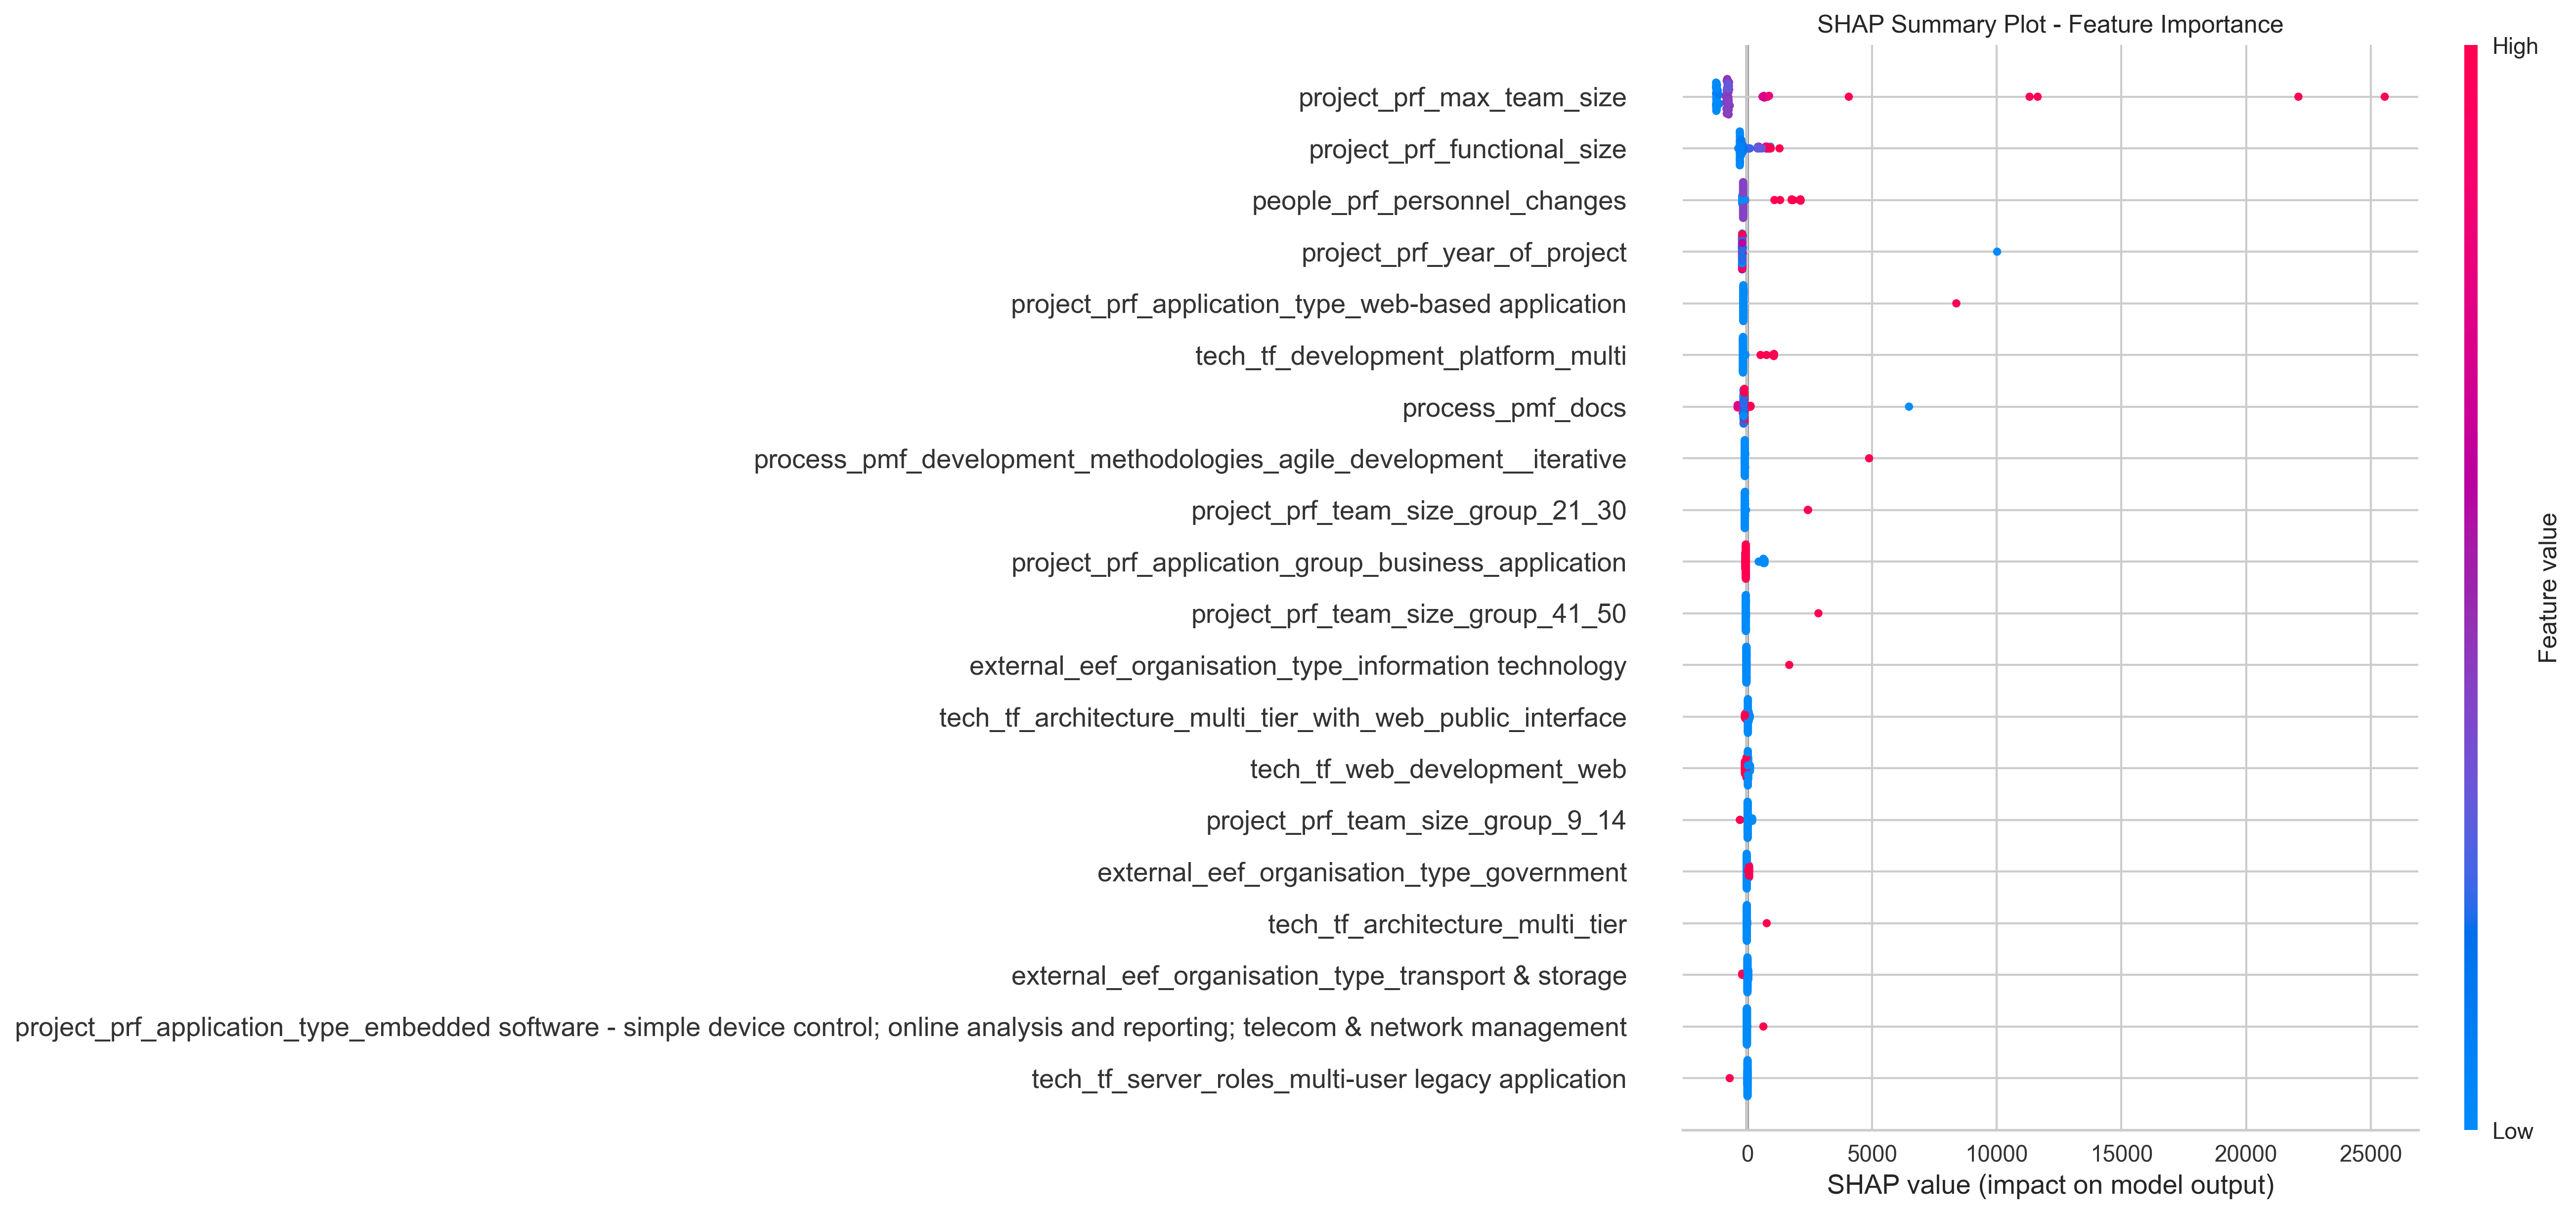 SHAP Summary Plot - Feature Importance
High
project_prf_max_team_size
project_prf_functional_size
people_prf_personnel_changes
project_prf_year_of_project
project_prf_application_type_web-based application
tech_tf_development_platform_multi
process_pmf_docs
process_pmf_development_methodologies_agile_development__iterative
project_prf_team_size_group_21_30
project_prf_application_group_business_application
project_prf_team_size_group_41_50
external_eef_organisation_type_information technology
tech_tf_architecture_multi_tier_with_web_public_interface
tech_tf_web_development_web
project_prf_team_size_group_9_14
external_eef_organisation_type_government
tech_tf_architecture_multi_tier
external_eef_organisation_type_transport & storage
project_prf_application_type_embedded software - simple device control; online analysis and reporting; telecom & network management
tech_tf_server_roles_multi-user legacy application
Feature value
Low
0 5000 10000 15000 20000 25000
SHAP value (impact on model output)